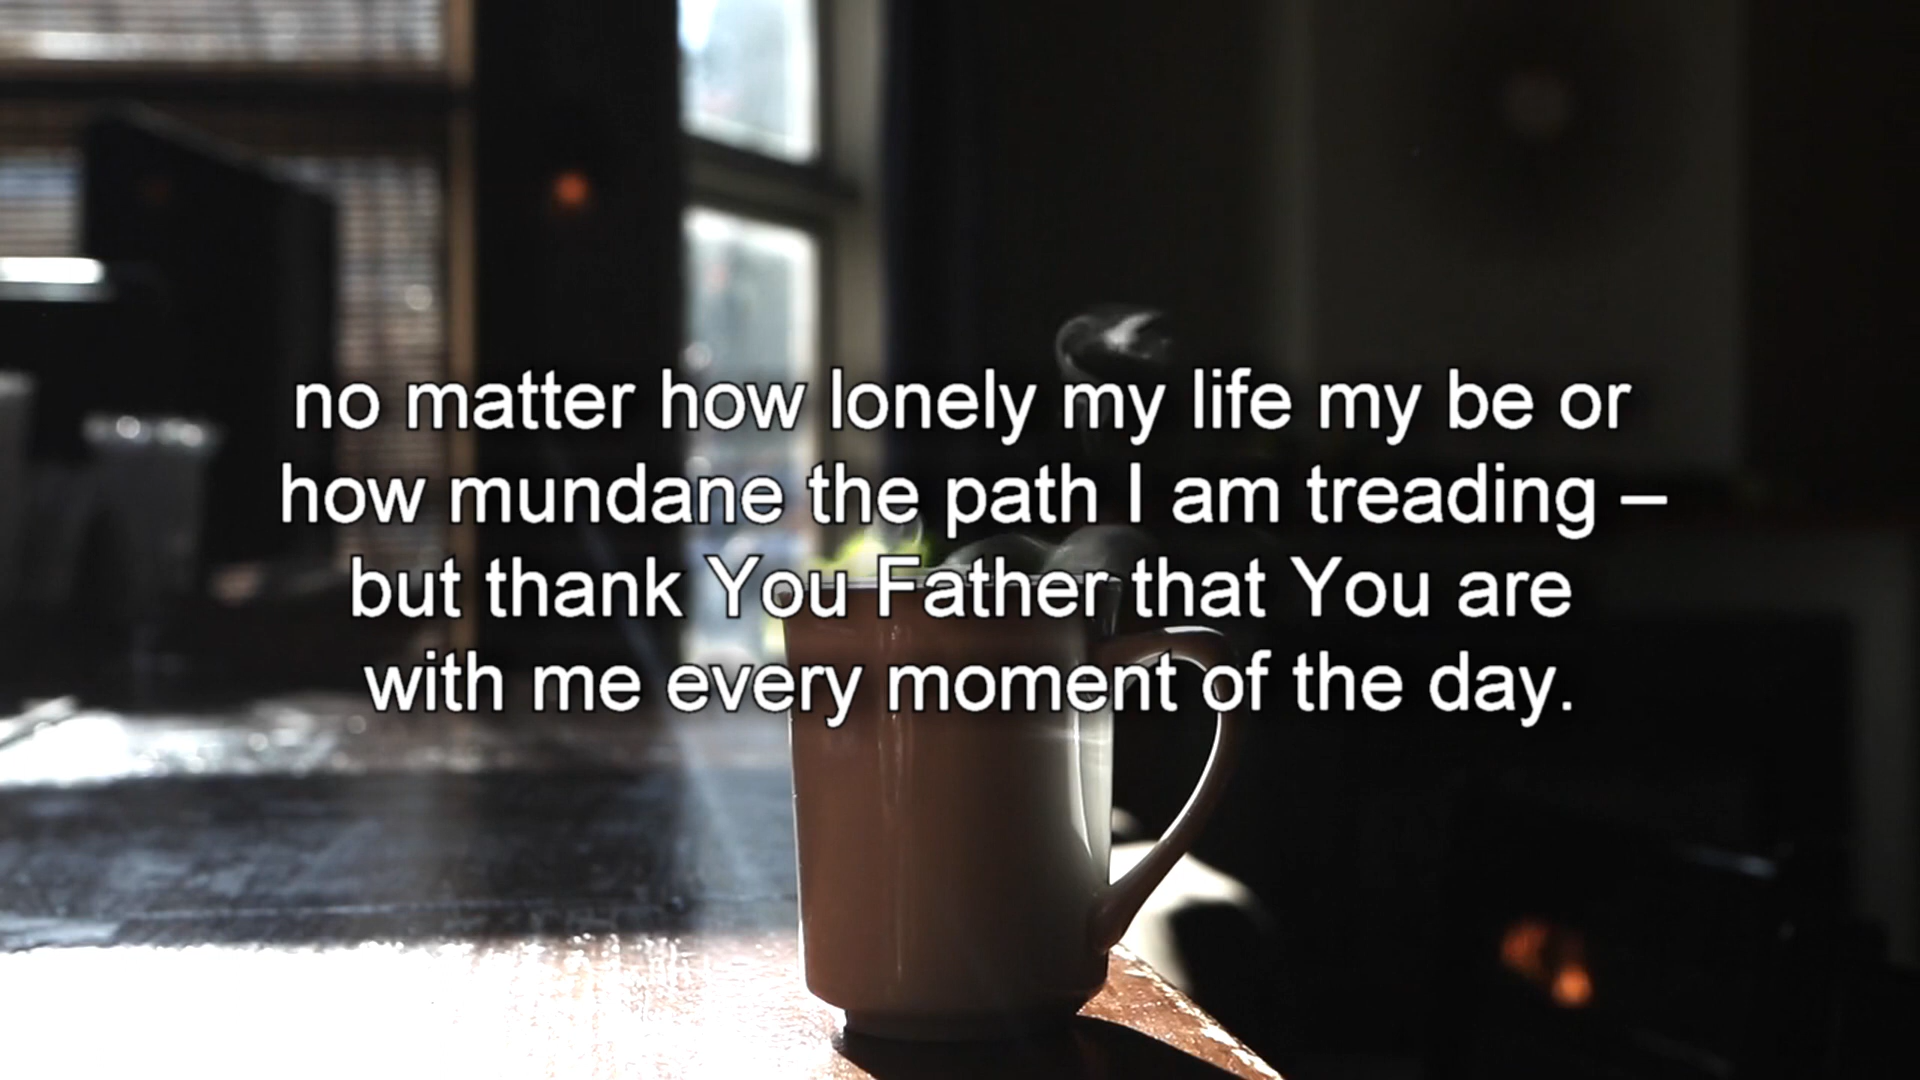 no matter how lonely my life my be or
how mundane the path I am treading –
but thank You Father that You are
with me every moment of the day.